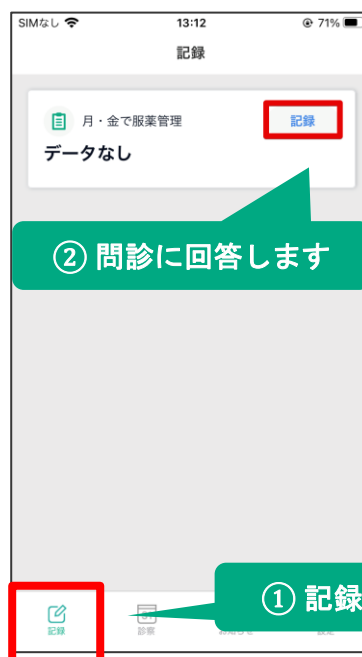 SIMなし 13:12 71%
記録
月・金で服薬管理 記録
データなし
② 問診に回答します
① 記録
記録 診察